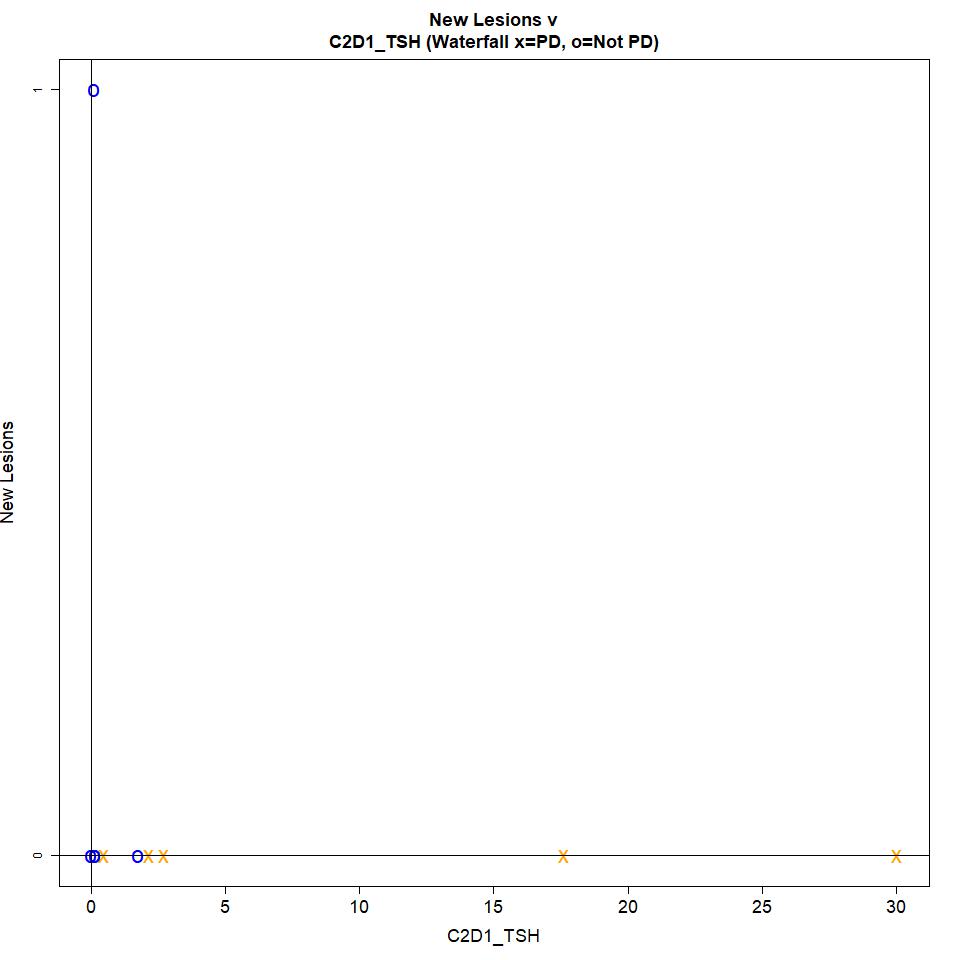 New Lesions v
C2D1_TSH (Waterfall x=PD, o=Not PD)
1
New Lesions
0
O
O O X O X X X X
0 5 10 15 20 25 30
C2D1_TSH